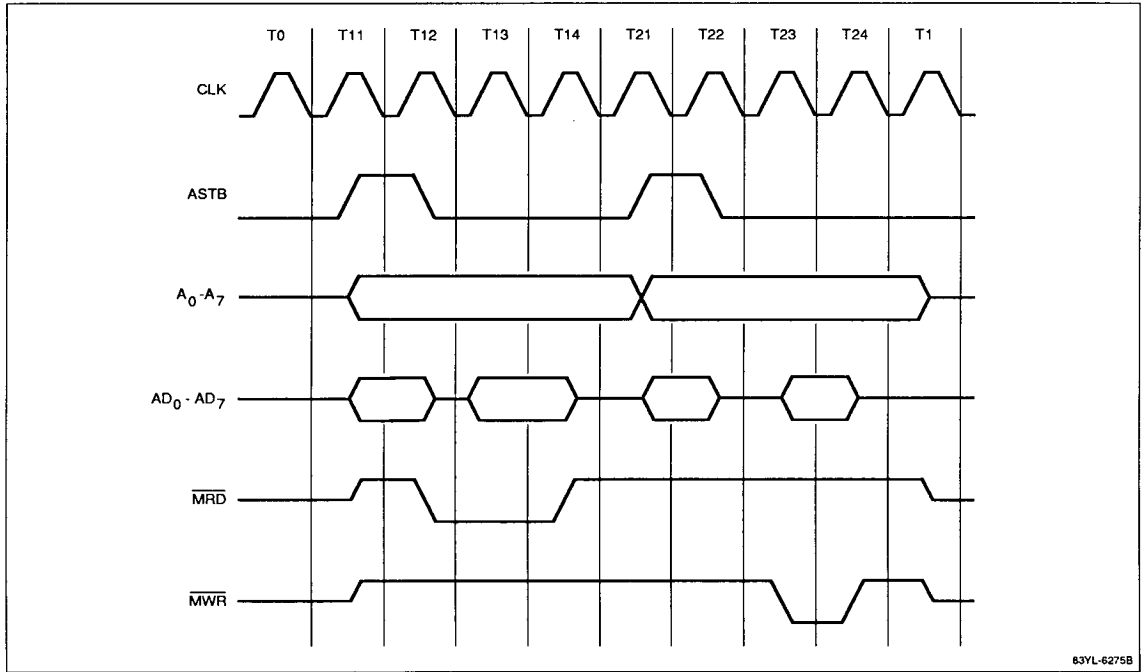 T0 T11 T12 T13 T14 T21 T22 T23 T24 T1
CLK
ASTB
A0-A7
AD0 - AD7
MRD
MWR
83YL-6275B